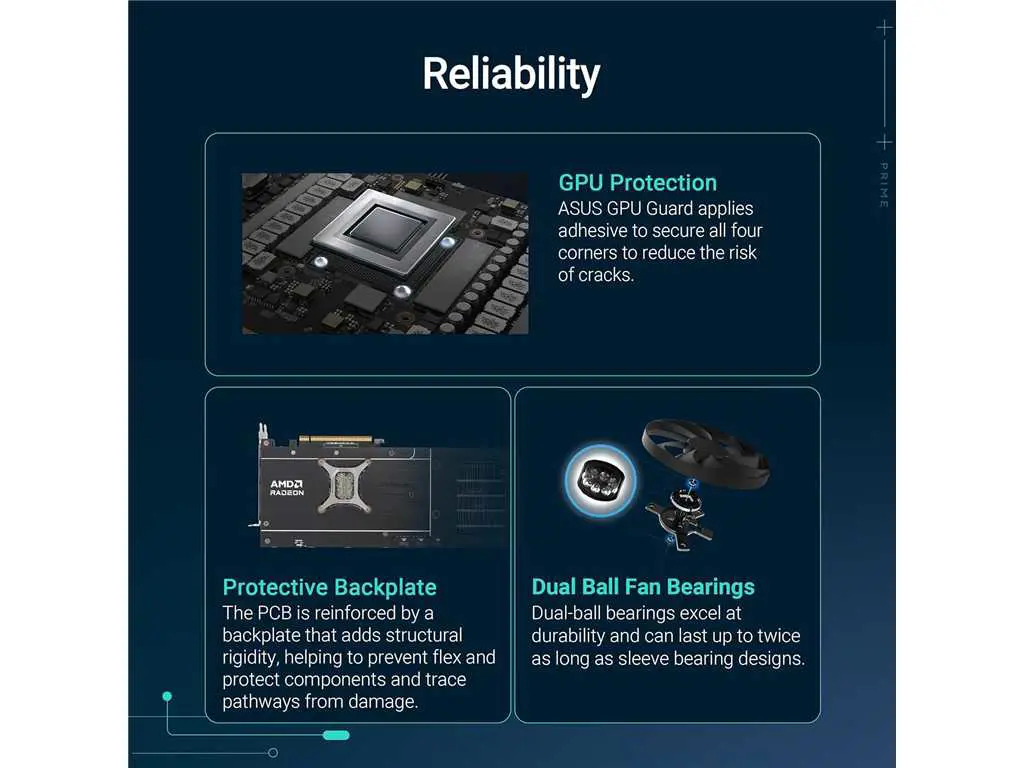 Reliability
PRIME
GPU Protection
ASUS GPU Guard applies
adhesive to secure all four
corners to reduce the risk
of cracks.
AMD
RADEON
Protective Backplate
The PCB is reinforced by a
backplate that adds structural
rigidity, helping to prevent flex and
protect components and trace
pathways from damage.
Dual Ball Fan Bearings
Dual-ball bearings excel at
durability and can last up to twice
as long as sleeve bearing designs.